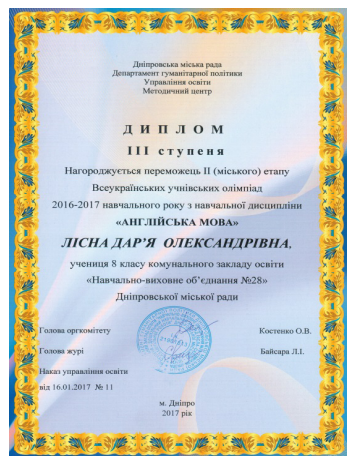 Дніпровська міська рада
Департамент гуманітарної політики
Управління освіти
Методичний центр
ДИПЛОМ
III ступеня
Нагороджується переможець II (міського) етапу
Всеукраїнських учнівських олімпіад
2016-2017 навчального року з навчальної дисципліни
«АНГЛІЙСЬКА МОВА»
ЛІСНА ДАР’Я ОЛЕКСАНДРІВНА,
учениця 8 класу комунального закладу освіти
«Навчально-виховне об’єднання №28»
Дніпровської міської ради
Голова оргкомітету Костенко О.В.
Голова журі Байсара Л.І.
Наказ управління освіти
від 16.01.2017 № 11
м. Дніпро
2017 рік